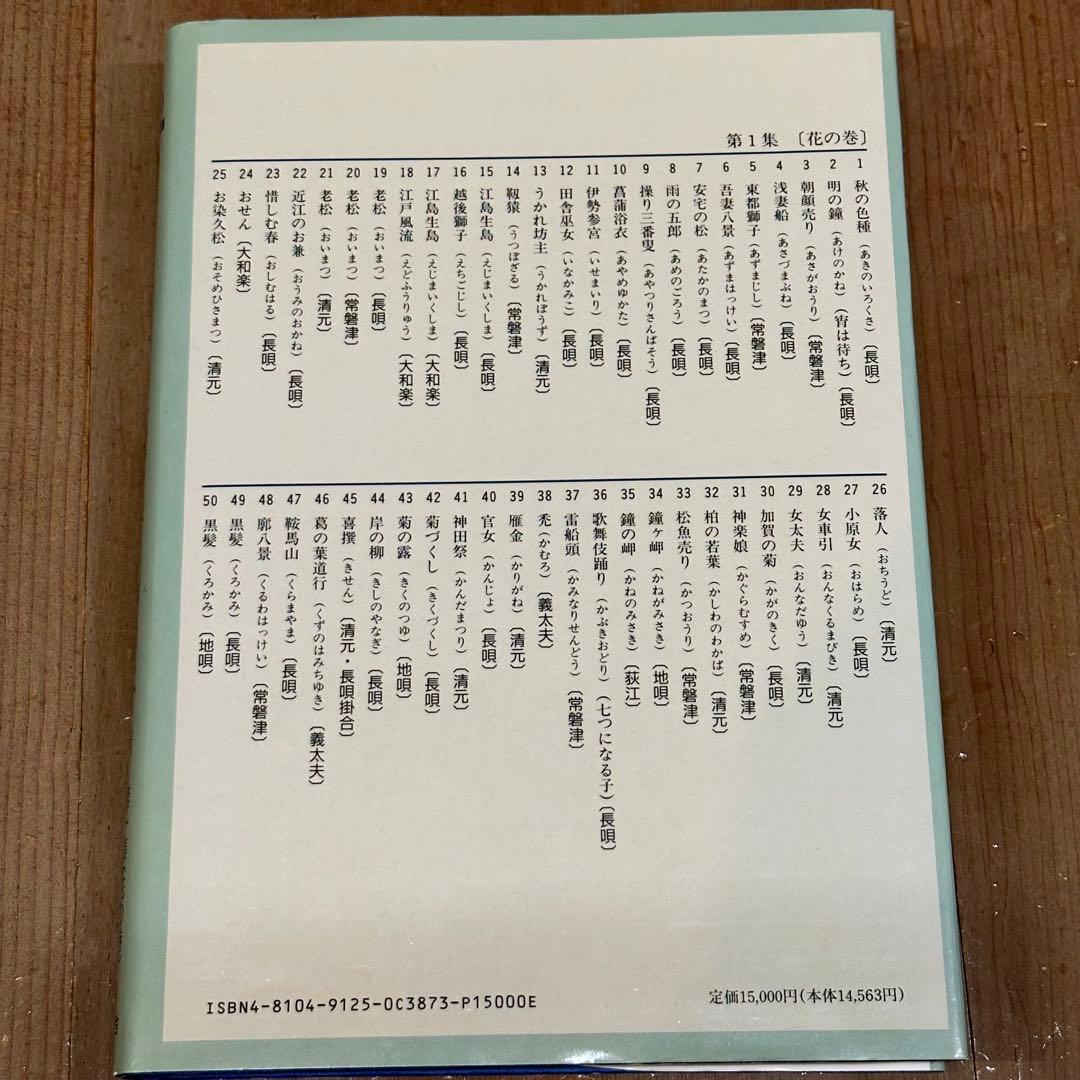 第1集 〔花の巻〕
1 秋の色種（あきのいろくさ）〔長唄〕
2 明の鐘（あけのかね）（宵は待ち）〔長唄〕
3 朝顔売り（あさがおうり）〔常磐津〕
4 浅妻船（あさづまぶね）〔長唄〕
5 東都獅子（あずまじし）〔常磐津〕
6 吾妻八景（あずまはっけい）〔長唄〕
7 安宅の松（あたかのまつ）〔長唄〕
8 雨の五郎（あめのごろう）〔長唄〕
9 操り三番叟（あやつりさんばそう）〔長唄〕
10 菖蒲浴衣（あやめゆかた）〔長唄〕
11 伊勢参宮（いせまいり）〔長唄〕
12 田舎巫女（いなかみこ）〔長唄〕
13 うかれ坊主（うかれぼうず）〔清元〕
14 靱猿（うつぼざる）〔常磐津〕
15 江島生島（えじまいくしま）〔長唄〕
16 越後獅子（えちごじし）〔長唄〕
17 江島生島（えじまいくしま）〔大和楽〕
18 江戸風流（えどふうりゅう）〔大和楽〕
19 老松（おいまつ）〔長唄〕
20 老松（おいまつ）〔常磐津〕
21 老松（おいまつ）〔清元〕
22 近江のお兼（おうみのおかね）〔長唄〕
23 惜しむ春（おしむはる）〔長唄〕
24 おせん〔大和楽〕
25 お染久松（おそめひさまつ）〔清元〕
26 落人（おちうど）〔清元〕
27 小原女（おはらめ）〔長唄〕
28 女車引（おんなくるまびき）〔清元〕
29 女太夫（おんなだゆう）〔清元〕
30 加賀の菊（かがのきく）〔長唄〕
31 神楽娘（かぐらむすめ）〔常磐津〕
32 柏の若葉（かしわのわかば）〔清元〕
33 松魚売り（かつおうり）〔常磐津〕
34 鐘ヶ岬（かねがみさき）〔地唄〕
35 鐘の岬（かねのみさき）〔荻江〕
36 歌舞伎踊り（かぶきおどり）（七つになる子）〔長唄〕
37 雷船頭（かみなりせんどう）〔常磐津〕
38 禿（かむろ）〔義太夫〕
39 雁金（かりがね）〔清元〕
40 官女（かんじょ）〔長唄〕
41 神田祭（かんだまつり）〔清元〕
42 菊づくし（きくづくし）〔長唄〕
43 菊の露（きくのつゆ）〔地唄〕
44 岸の柳（きしのやなぎ）〔長唄〕
45 喜撰（きせん）〔清元・長唄掛合〕
46 葛の葉道行（くずのはみちゆき）〔義太夫〕
47 鞍馬山（くらまやま）〔長唄〕
48 廓八景（くるわはっけい）〔常磐津〕
49 黒髪（くろかみ）〔長唄〕
50 黒髪（くろかみ）〔地唄〕
ISBN4-8104-9125-0C3873-P15000E
定価15,000円（本体14,563円）